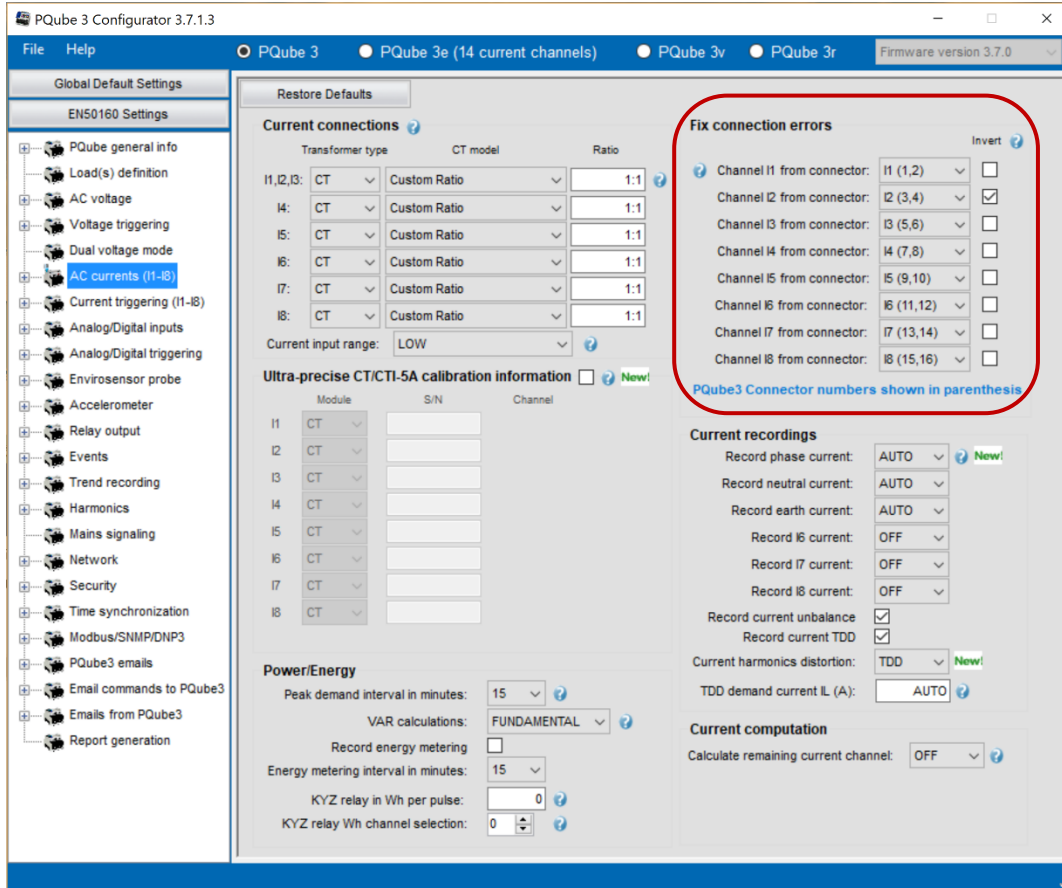 PQube 3 Configurator 3.7.1.3
File Help
PQube 3 PQube 3e (14 current channels) PQube 3v PQube 3r Firmware version 3.7.0
Global Default Settings
EN50160 Settings
PQube general info
Load(s) definition
AC voltage
Voltage triggering
Dual voltage mode
AC currents (I1-I8)
Current triggering (I1-I8)
Analog/Digital inputs
Analog/Digital triggering
Envirosensor probe
Accelerometer
Relay output
Events
Trend recording
Harmonics
Mains signaling
Network
Security
Time synchronization
Modbus/SNMP/DNP3
PQube3 emails
Email commands to PQube3
Emails from PQube3
Report generation
Restore Defaults
Current connections ?
Transformer type CT model Ratio
I1,I2,I3: CT Custom Ratio 1:1 ?
I4: CT Custom Ratio 1:1
I5: CT Custom Ratio 1:1
I6: CT Custom Ratio 1:1
I7: CT Custom Ratio 1:1
I8: CT Custom Ratio 1:1
Current input range: LOW ?
Ultra-precise CT/CTI-5A calibration information ? New!
Module S/N Channel
I1 CT
I2 CT
I3 CT
I4 CT
I5 CT
I6 CT
I7 CT
I8 CT
Power/Energy
Peak demand interval in minutes: 15 ?
VAR calculations: FUNDAMENTAL ?
Record energy metering
Energy metering interval in minutes: 15
KYZ relay in Wh per pulse: 0 ?
KYZ relay Wh channel selection: 0 ?
Fix connection errors
Invert ?
? Channel I1 from connector: I1 (1,2)
Channel I2 from connector: I2 (3,4)
Channel I3 from connector: I3 (5,6)
Channel I4 from connector: I4 (7,8)
Channel I5 from connector: I5 (9,10)
Channel I6 from connector: I6 (11,12)
Channel I7 from connector: I7 (13,14)
Channel I8 from connector: I8 (15,16)
PQube3 Connector numbers shown in parenthesis
Current recordings
Record phase current: AUTO ? New!
Record neutral current: AUTO
Record earth current: AUTO
Record I6 current: OFF
Record I7 current: OFF
Record I8 current: OFF
Record current unbalance
Record current TDD
Current harmonics distortion: TDD New!
TDD demand current IL (A): AUTO ?
Current computation
Calculate remaining current channel: OFF ?